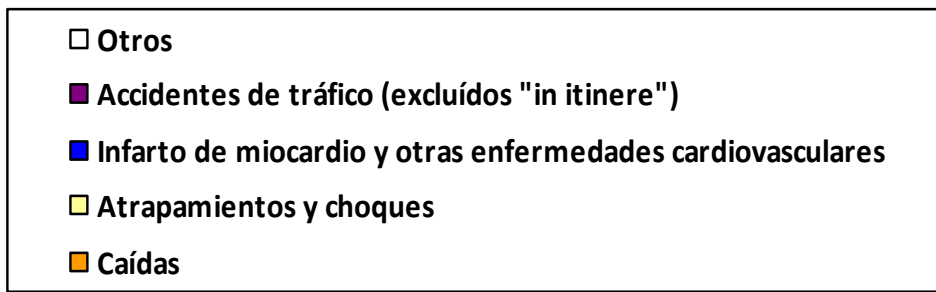 Otros
Accidentes de tráfico (excluídos "in itinere")
Infarto de miocardio y otras enfermedades cardiovasculares
Atrapamientos y choques
Caídas